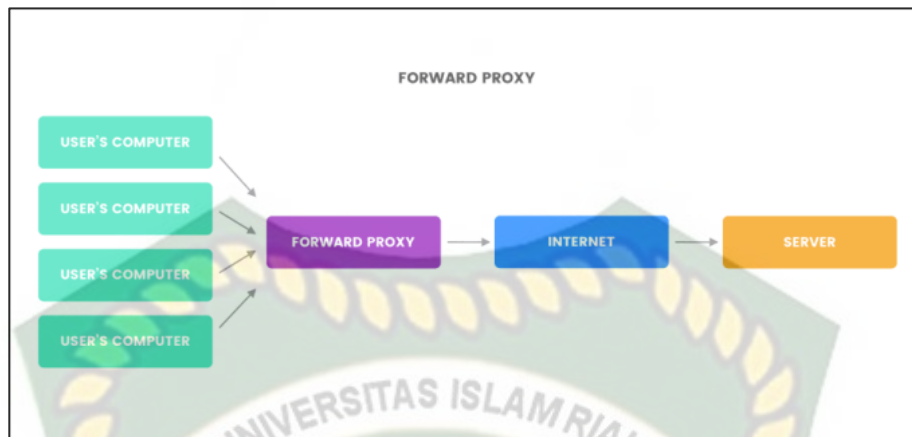 FORWARD PROXY
USER'S COMPUTER
USER'S COMPUTER
USER'S COMPUTER
USER'S COMPUTER
FORWARD PROXY
INTERNET
SERVER
UNIVERSITAS ISLAM RIAU